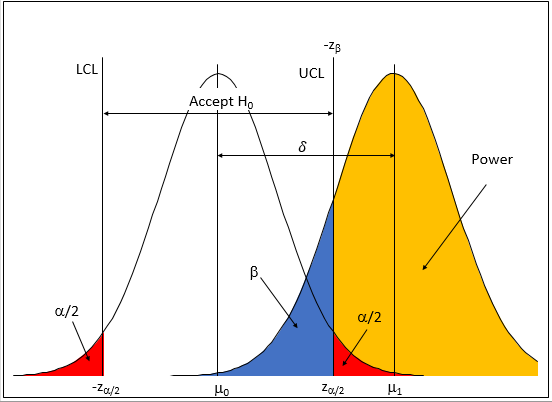 -zβ
LCL
UCL
Accept H₀
δ
Power
β
α/2
α/2
-zα/2
μ₀
zα/2
μ₁